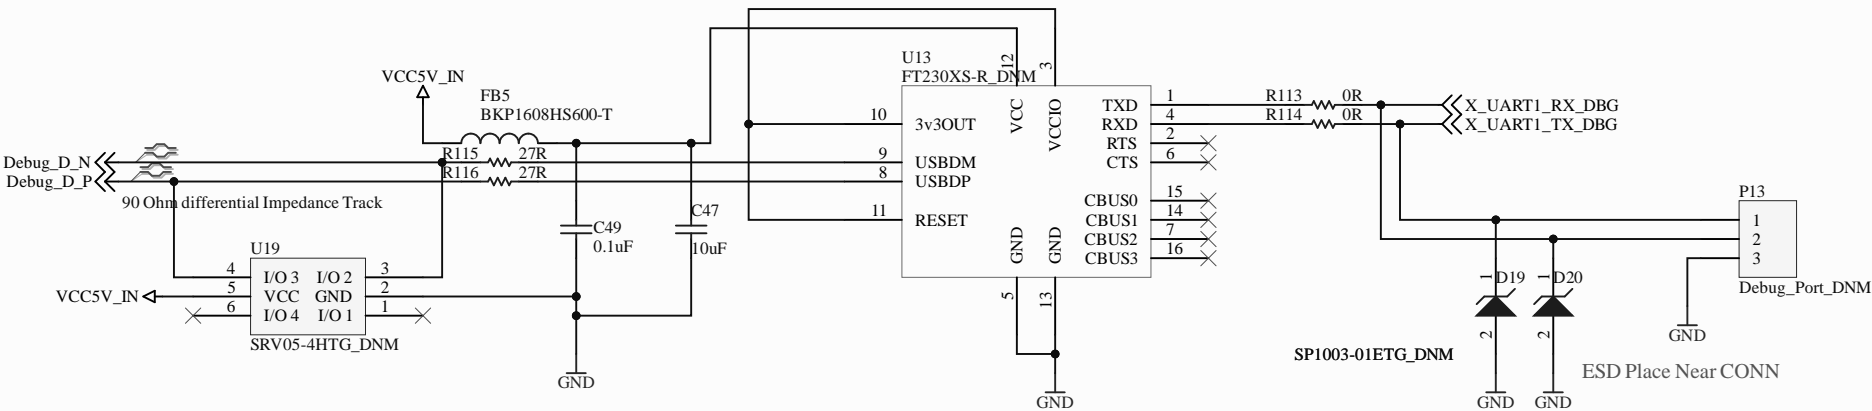 VCC5V_IN
FB5
BKP1608HS600-T
Debug_D_N
Debug_D_P
R115 27R
R116 27R
90 Ohm differential Impedance Track
U19
4 I/O 3 I/O 2 3
VCC5V_IN 5 VCC GND 2
6 I/O 4 I/O 1 1
SRV05-4HTG_DNM
C49
0.1uF
C47
10uF
GND
U13
FT230XS-R_DNM
12 VCC
3 VCCIO
10 3v3OUT
9 USBDM
8 USBDP
11 RESET
GND 5
GND 13
GND
TXD 1
RXD 4
RTS 2
CTS 6
CBUS0 15
CBUS1 14
CBUS2 7
CBUS3 16
R113 0R
R114 0R
X_UART1_RX_DBG
X_UART1_TX_DBG
P13
1
2
3
Debug_Port_DNM
GND
1 D19
2
1 D20
2
SP1003-01ETG_DNM
ESD Place Near CONN
GND GND